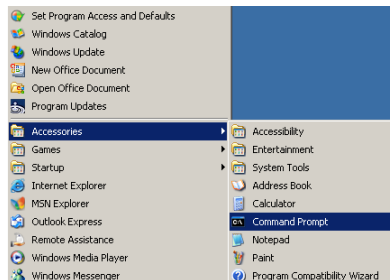 Set Program Access and Defaults
Windows Catalog
Windows Update
New Office Document
Open Office Document
Program Updates
Accessories
Games
Startup
Internet Explorer
MSN Explorer
Outlook Express
Remote Assistance
Windows Media Player
Windows Messenger
Accessibility
Entertainment
System Tools
Address Book
Calculator
Command Prompt
Notepad
Paint
Program Compatibility Wizard